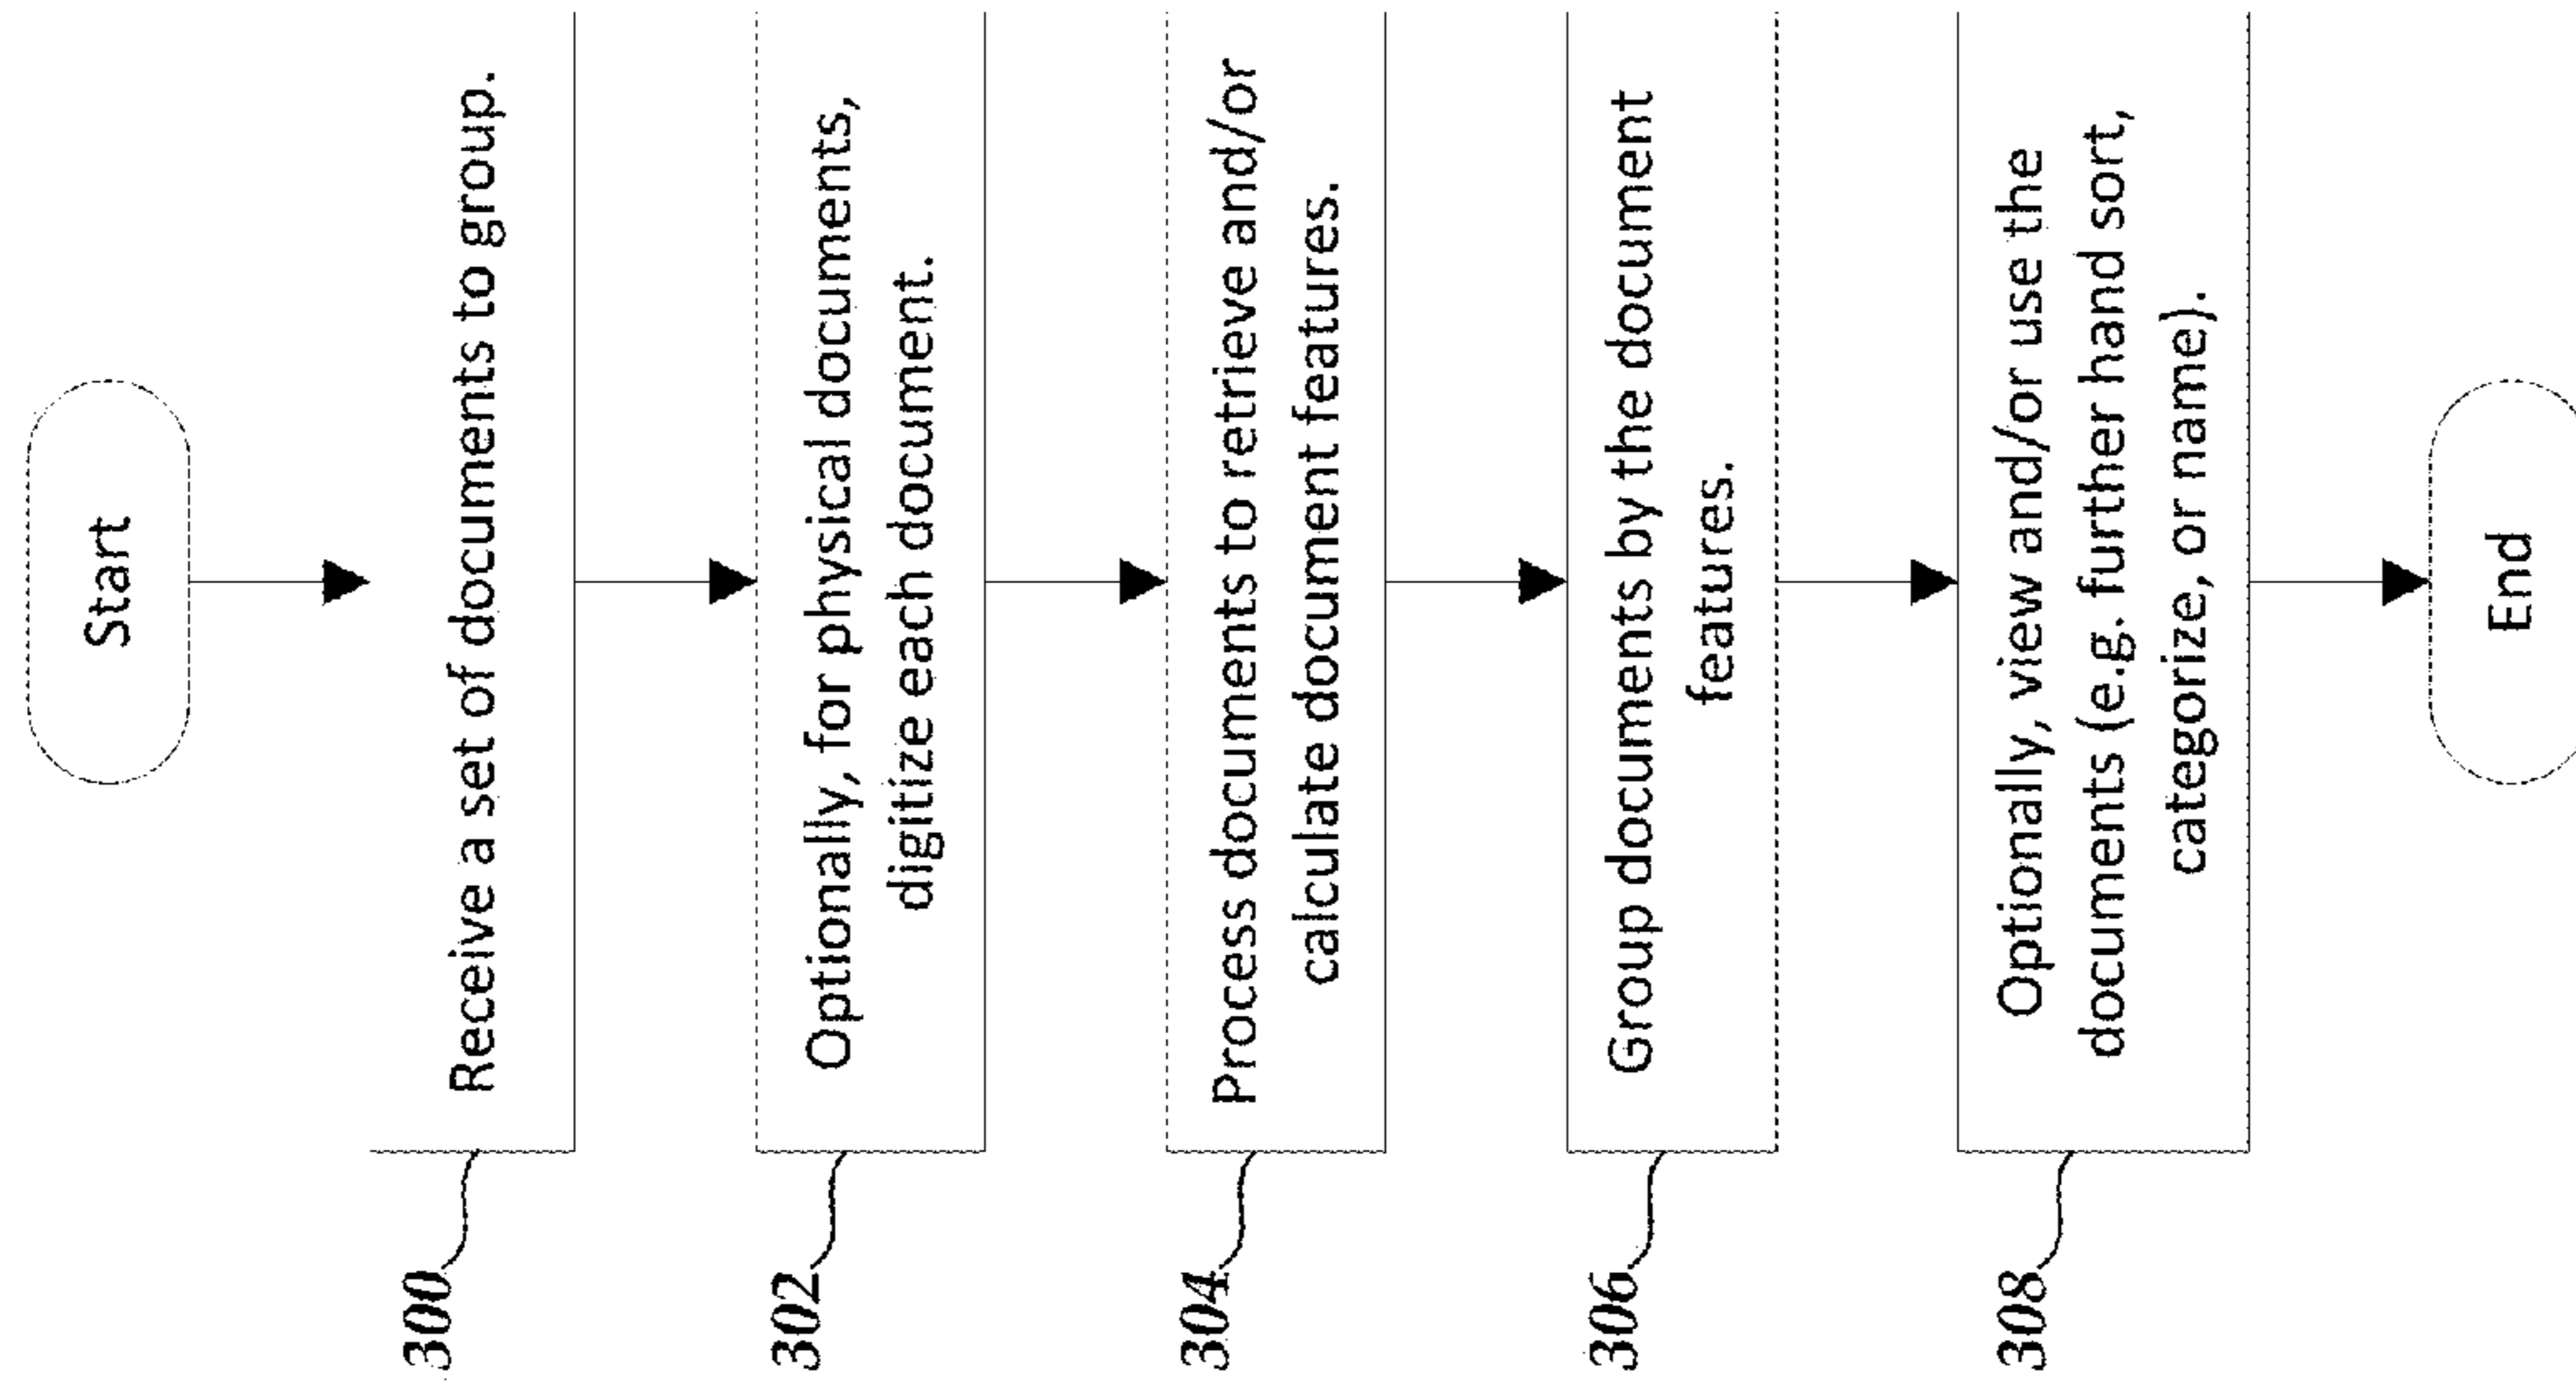 Start
300
Receive a set of documents to group.
302
Optionally, for physical documents,
digitize each document.
304
Process documents to retrieve and/or
calculate document features.
306
Group documents by the document
features.
308
Optionally, view and/or use the
documents (e.g. further hand sort,
categorize, or name).
End